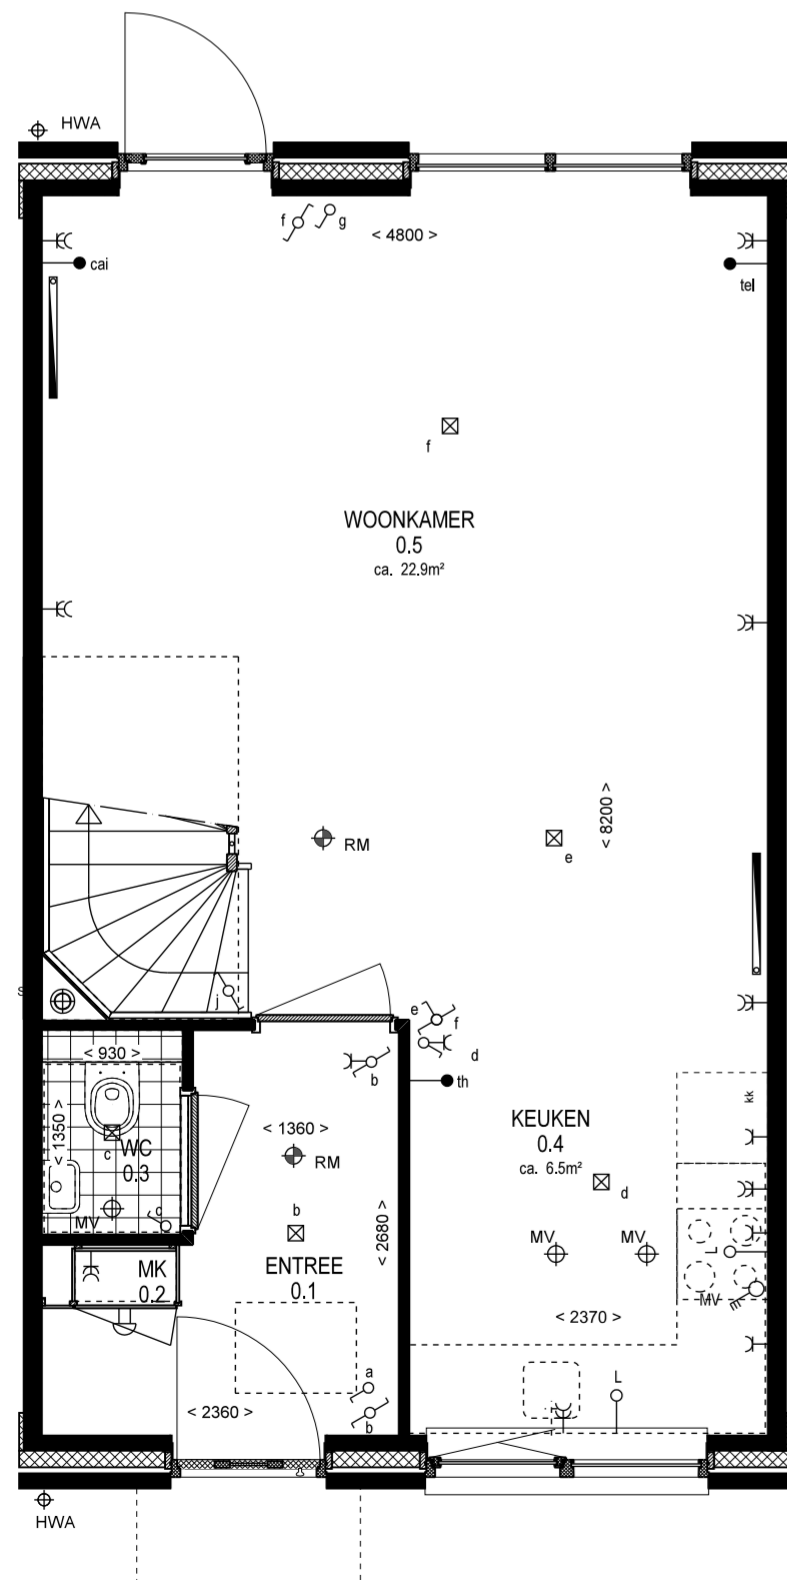 HWA
f
g
< 4800 >
cai
tel
f
WOONKAMER
0.5
ca. 22.9m²
< 8200 >
RM
e
j
S
e
f
d
< 930 >
b
th
kk
KEUKEN
0.4
ca. 6.5m²
< 1350 >
c
WC
0.3
< 1360 >
RM
d
c
MV
b
< 2680 >
MV
MV
L
ENTREE
0.1
MK
0.2
MV
E
< 2370 >
a
L
< 2360 >
b
HWA